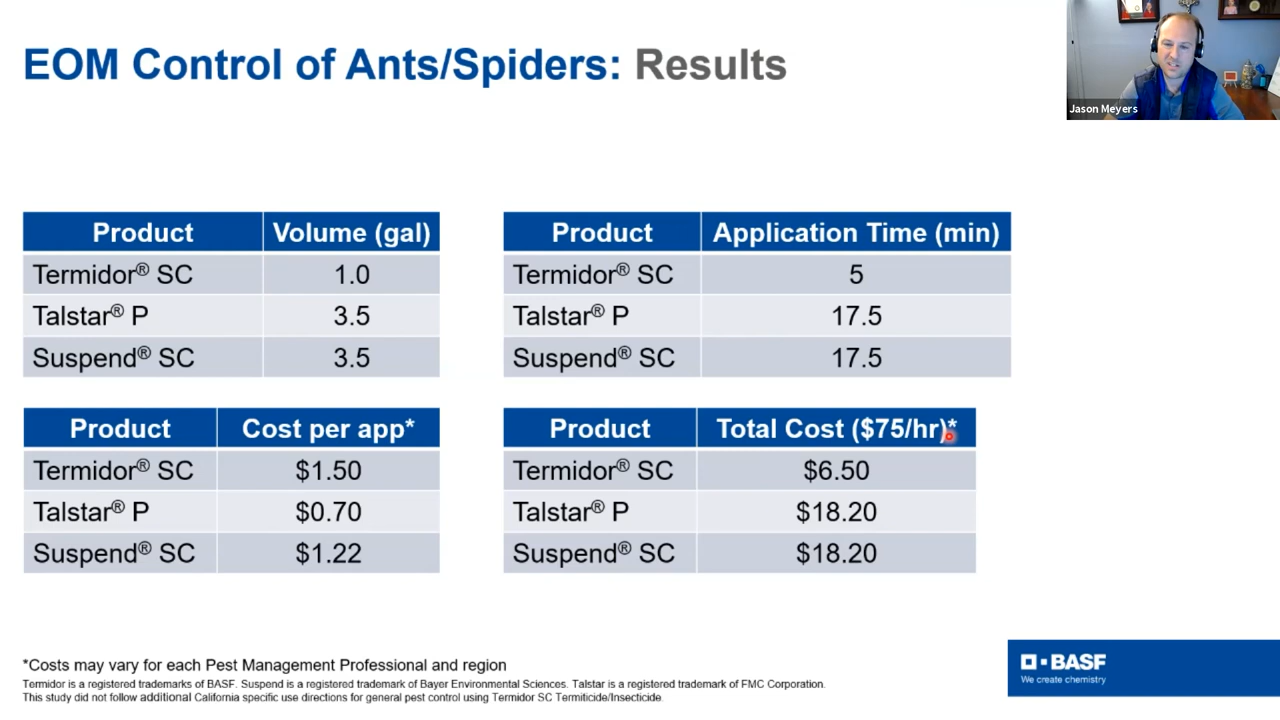 EOM Control of Ants/Spiders: Results
Jason Meyers
Product Volume (gal)
Termidor® SC 1.0
Talstar® P 3.5
Suspend® SC 3.5
Product Application Time (min)
Termidor® SC 5
Talstar® P 17.5
Suspend® SC 17.5
Product Cost per app*
Termidor® SC $1.50
Talstar® P $0.70
Suspend® SC $1.22
Product Total Cost ($75/hr)*
Termidor® SC $6.50
Talstar® P $18.20
Suspend® SC $18.20
*Costs may vary for each Pest Management Professional and region
Termidor is a registered trademarks of BASF. Suspend is a registered trademark of Bayer Environmental Sciences. Talstar is a registered trademark of FMC Corporation.
This study did not follow additional California specific use directions for general pest control using Termidor SC Termiticide/Insecticide.
BASF
We create chemistry